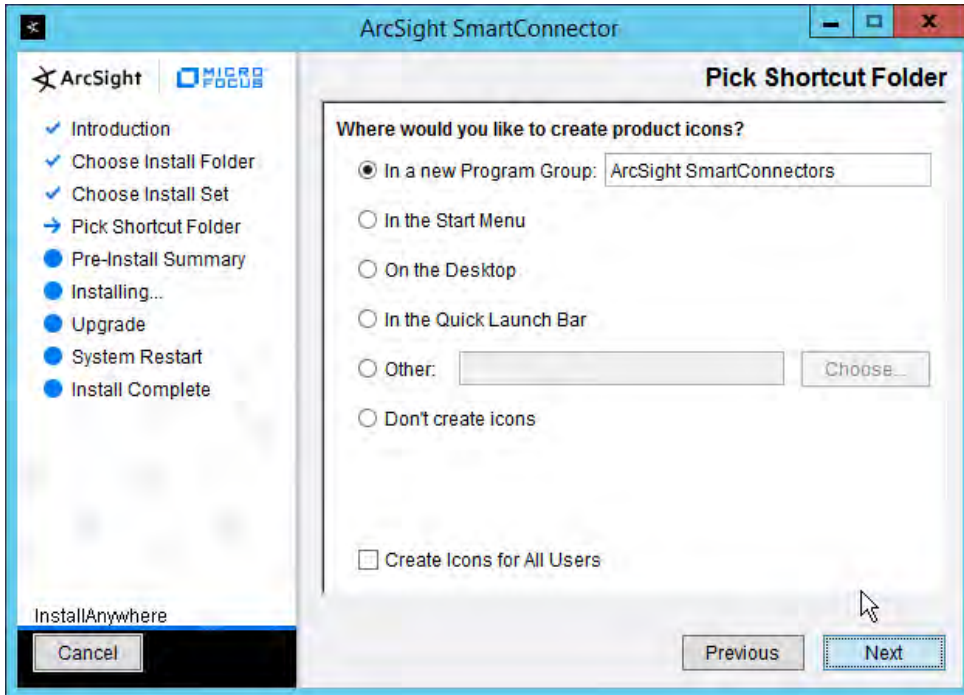 ArcSight SmartConnector
ArcSight
MICRO
FOCUS
Pick Shortcut Folder
Introduction
Choose Install Folder
Choose Install Set
Pick Shortcut Folder
Pre-Install Summary
Installing...
Upgrade
System Restart
Install Complete
Where would you like to create product icons?
In a new Program Group: ArcSight SmartConnectors
In the Start Menu
On the Desktop
In the Quick Launch Bar
Other: Choose...
Don't create icons
Create Icons for All Users
InstallAnywhere
Cancel
Previous
Next